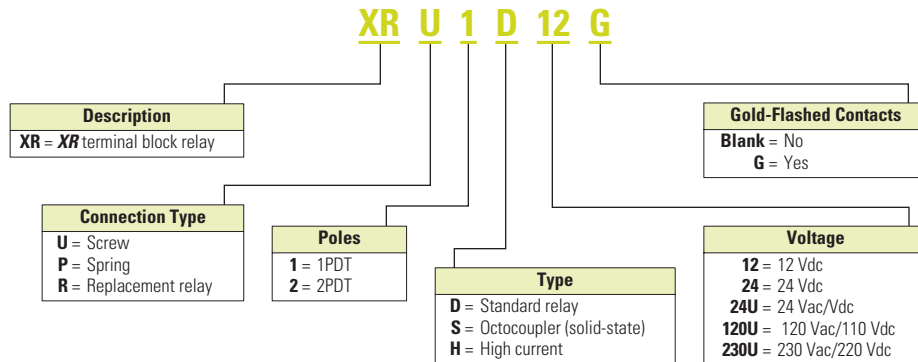 XR U 1 D 12 G
Description
XR = XR terminal block relay
Gold-Flashed Contacts
Blank = No
G = Yes
Connection Type
U = Screw
P = Spring
R = Replacement relay
Poles
1 = 1PDT
2 = 2PDT
Type
D = Standard relay
S = Octocoupler (solid-state)
H = High current
Voltage
12 = 12 Vdc
24 = 24 Vdc
24U = 24 Vac/Vdc
120U = 120 Vac/110 Vdc
230U = 230 Vac/220 Vdc